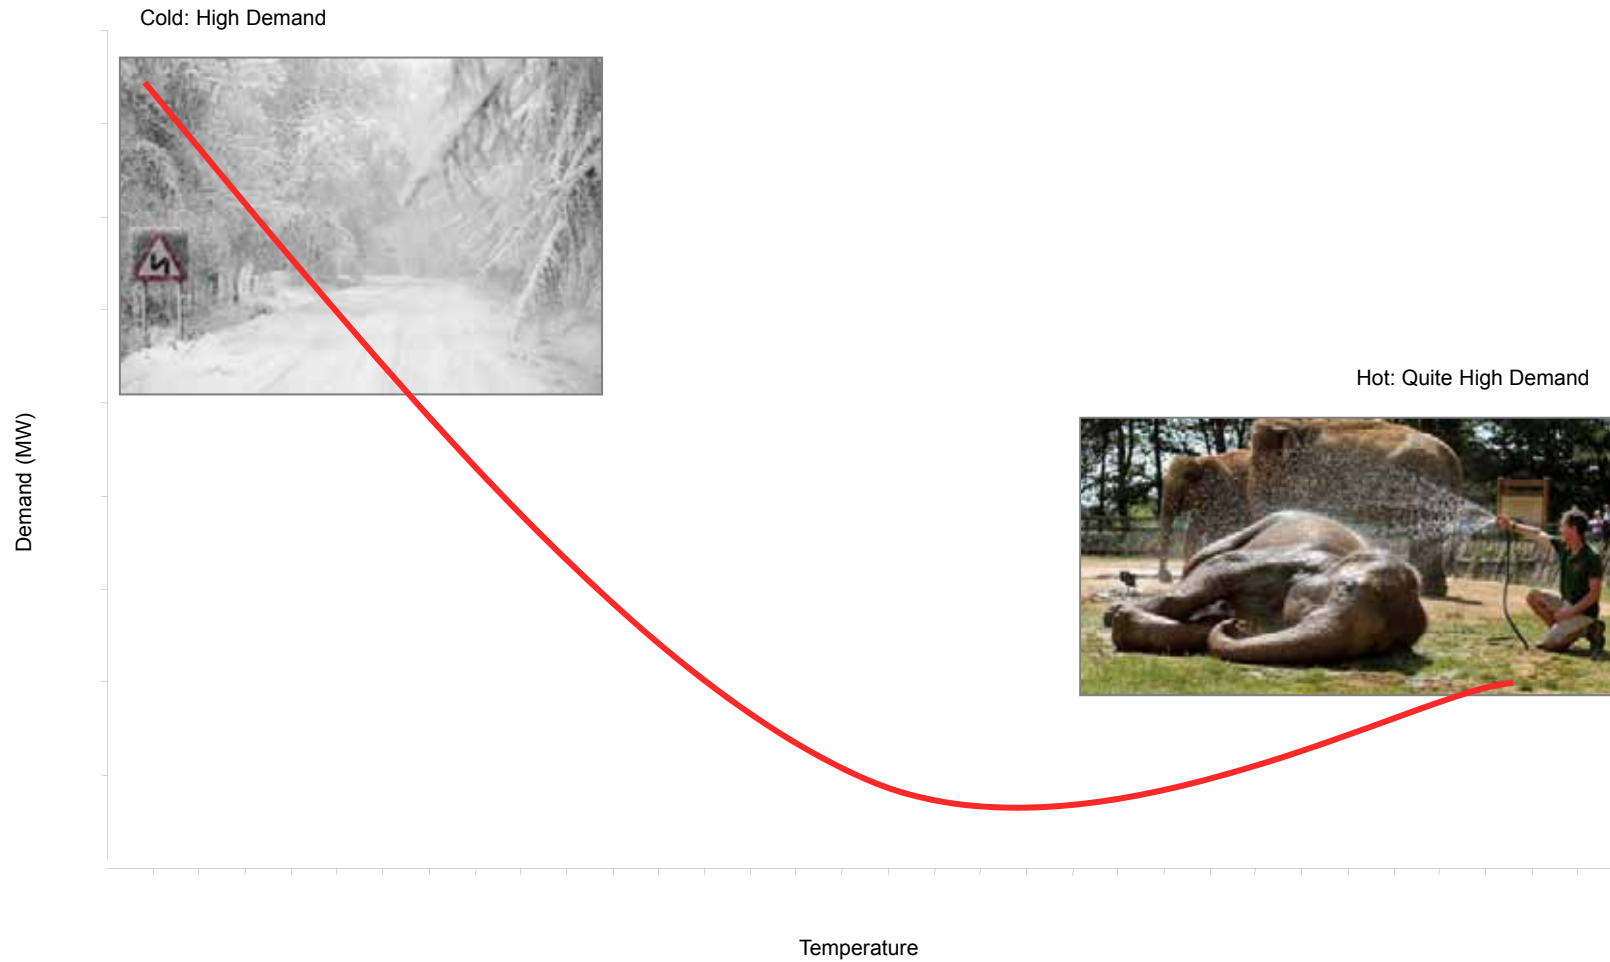 Cold: High Demand
Hot: Quite High Demand
Demand (MW)
Temperature